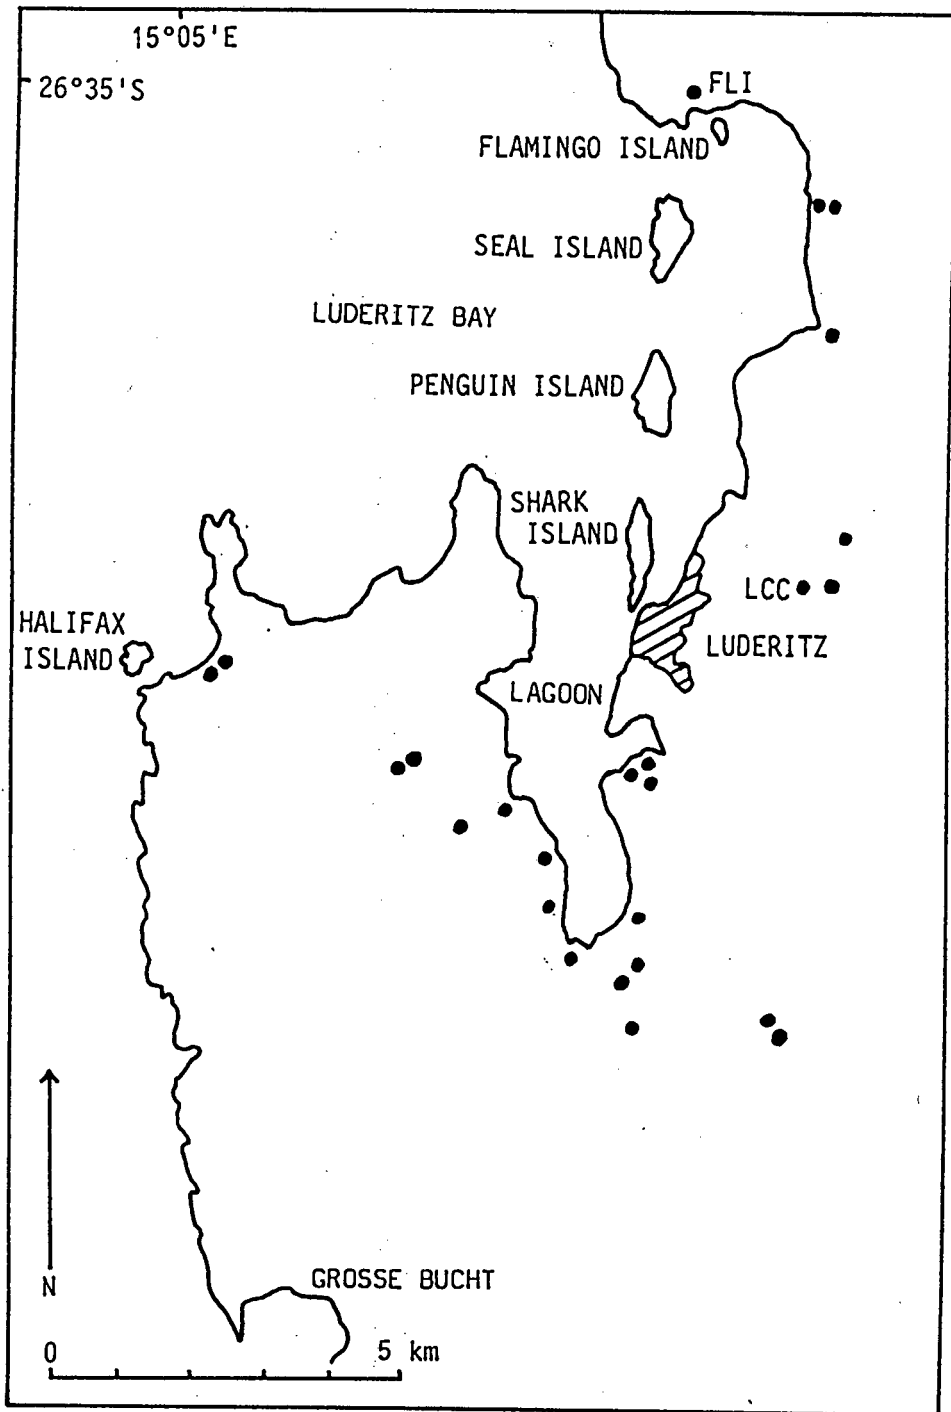 15°05'E
26°35'S
FLI
FLAMINGO ISLAND
SEAL ISLAND
LUDERITZ BAY
PENGUIN ISLAND
SHARK
ISLAND
LCC
HALIFAX
ISLAND
LUDERITZ
LAGOON
GROSSE BUCHT
N
0
5 km